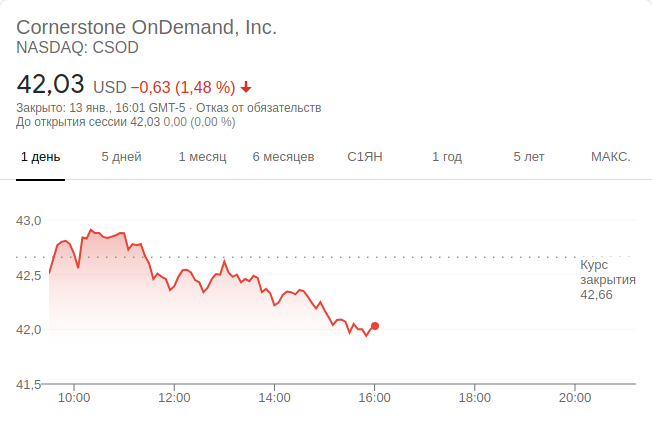 Cornerstone OnDemand, Inc.
NASDAQ: CSOD
42,03 USD −0,63 (1,48 %)
Закрыто: 13 янв., 16:01 GMT-5 · Отказ от обязательств
До открытия сессии 42,03 0,00 (0,00 %)
1 день 5 дней 1 месяц 6 месяцев С1ЯН 1 год 5 лет МАКС.
43,0
42,5
42,0
41,5
Курс
закрытия
42,66
10:00 12:00 14:00 16:00 18:00 20:00